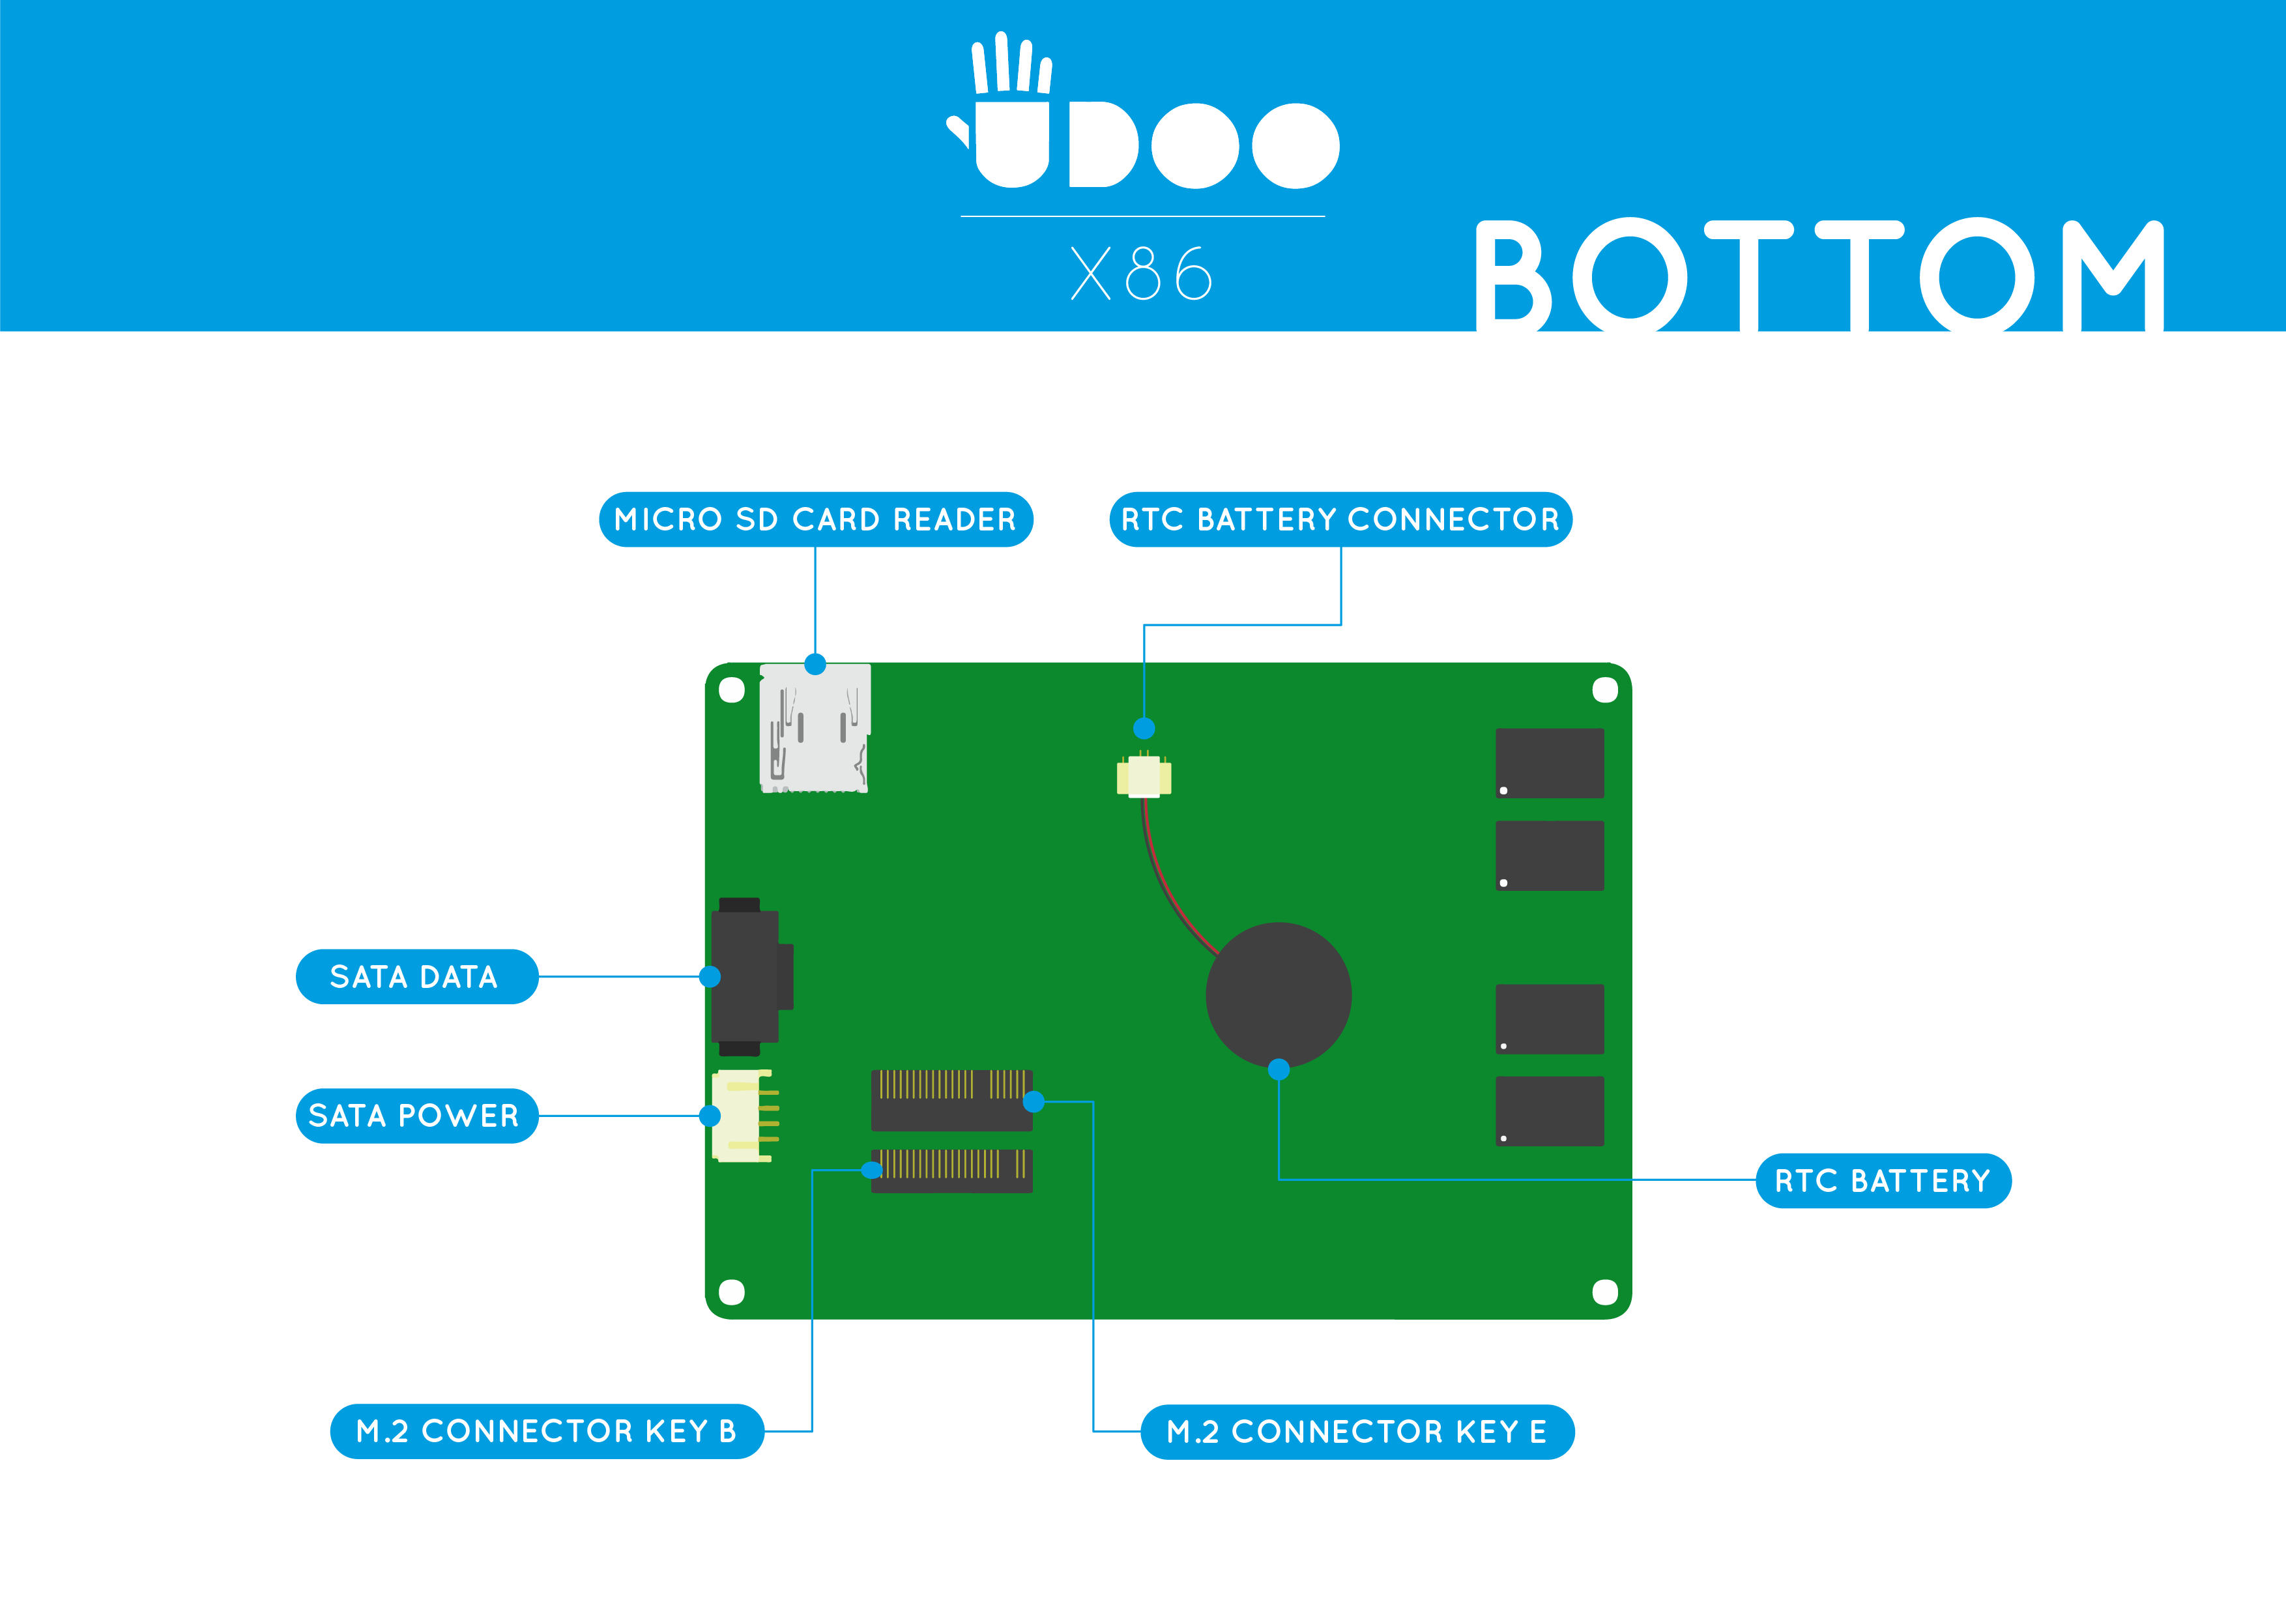 UDOO
X86
BOTTOM
MICRO SD CARD READER
RTC BATTERY CONNECTOR
SATA DATA
SATA POWER
RTC BATTERY
M.2 CONNECTOR KEY B
M.2 CONNECTOR KEY E